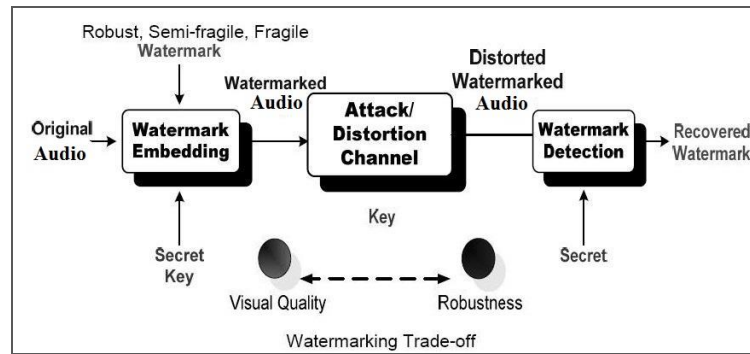 Robust, Semi-fragile, Fragile
Watermark
Original
Audio
Watermark
Embedding
Secret
Key
Watermarked
Audio
Attack/
Distortion
Channel
Key
Distorted
Watermarked
Audio
Watermark
Detection
Secret
Recovered
Watermark
Visual Quality
Robustness
Watermarking Trade-off